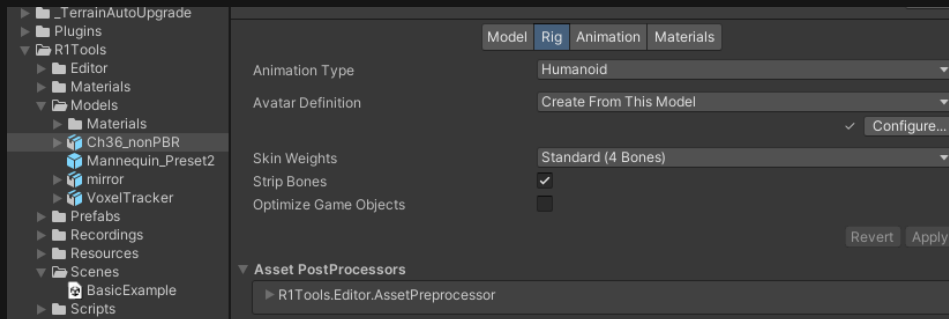 _TerrainAutoUpgrade
Plugins
R1Tools
Editor
Materials
Models
Materials
Ch36_nonPBR
Mannequin_Preset2
mirror
VoxelTracker
Prefabs
Recordings
Resources
Scenes
BasicExample
Scripts
Model Rig Animation Materials
Animation Type Humanoid
Avatar Definition Create From This Model
Configure...
Skin Weights Standard (4 Bones)
Strip Bones
Optimize Game Objects
Revert Apply
Asset PostProcessors
R1Tools.Editor.AssetPreprocessor